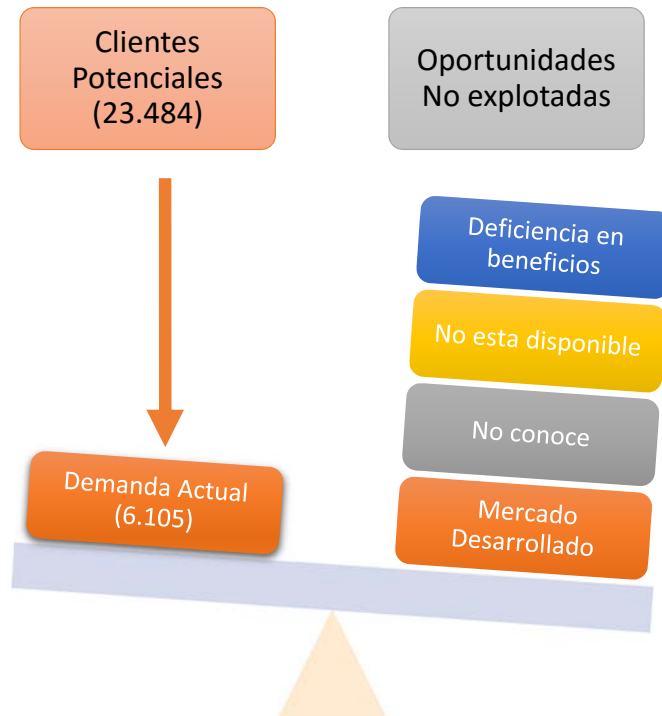 Clientes
Potenciales
(23.484)
Oportunidades
No explotadas
Deficiencia en
beneficios
No esta disponible
No conoce
Mercado
Desarrollado
Demanda Actual
(6.105)